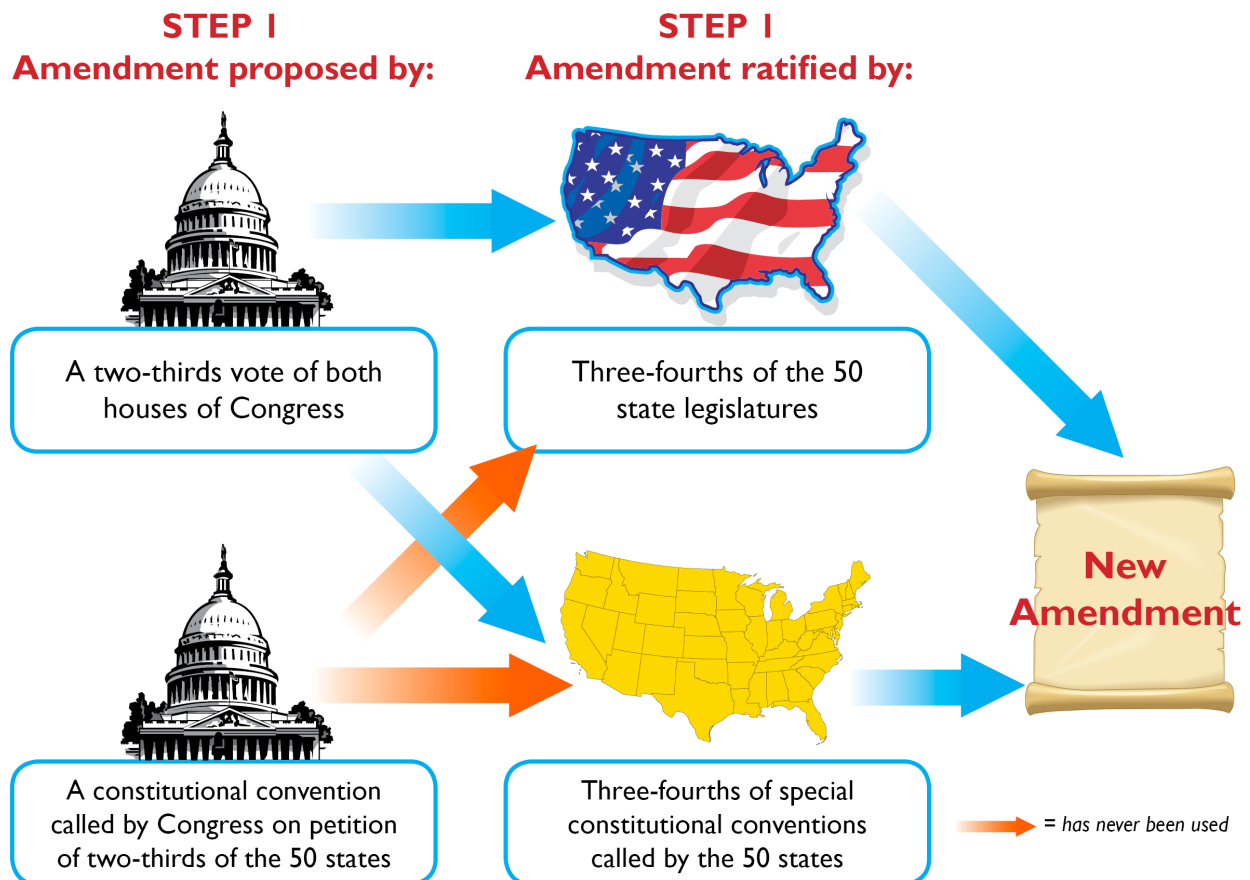 STEP 1
Amendment proposed by:
STEP 1
Amendment ratified by:
A two-thirds vote of both
houses of Congress
Three-fourths of the 50
state legislatures
New
Amendment
A constitutional convention
called by Congress on petition
of two-thirds of the 50 states
Three-fourths of special
constitutional conventions
called by the 50 states
= has never been used